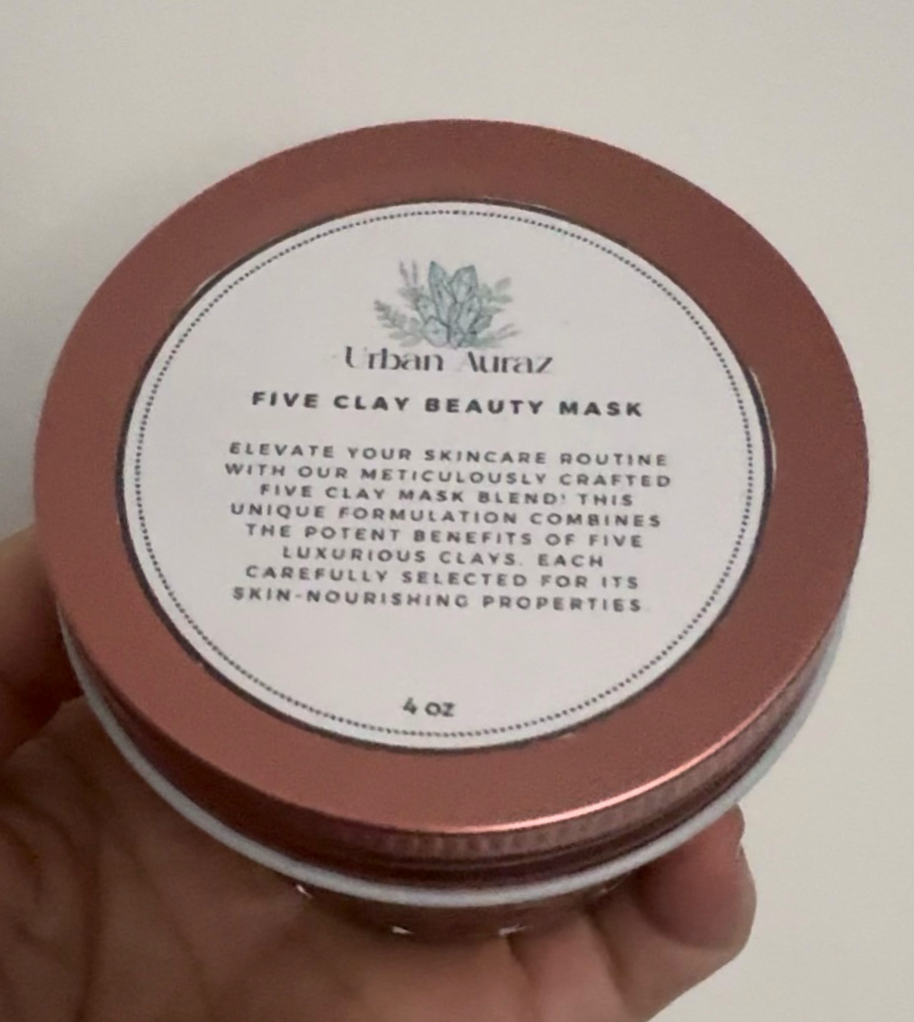 Urban Auraz
FIVE CLAY BEAUTY MASK
ELEVATE YOUR SKINCARE ROUTINE
WITH OUR METICULOUSLY CRAFTED
FIVE CLAY MASK BLEND! THIS
UNIQUE FORMULATION COMBINES
THE POTENT BENEFITS OF FIVE
LUXURIOUS CLAYS. EACH
CAREFULLY SELECTED FOR ITS
SKIN-NOURISHING PROPERTIES.
4 OZ